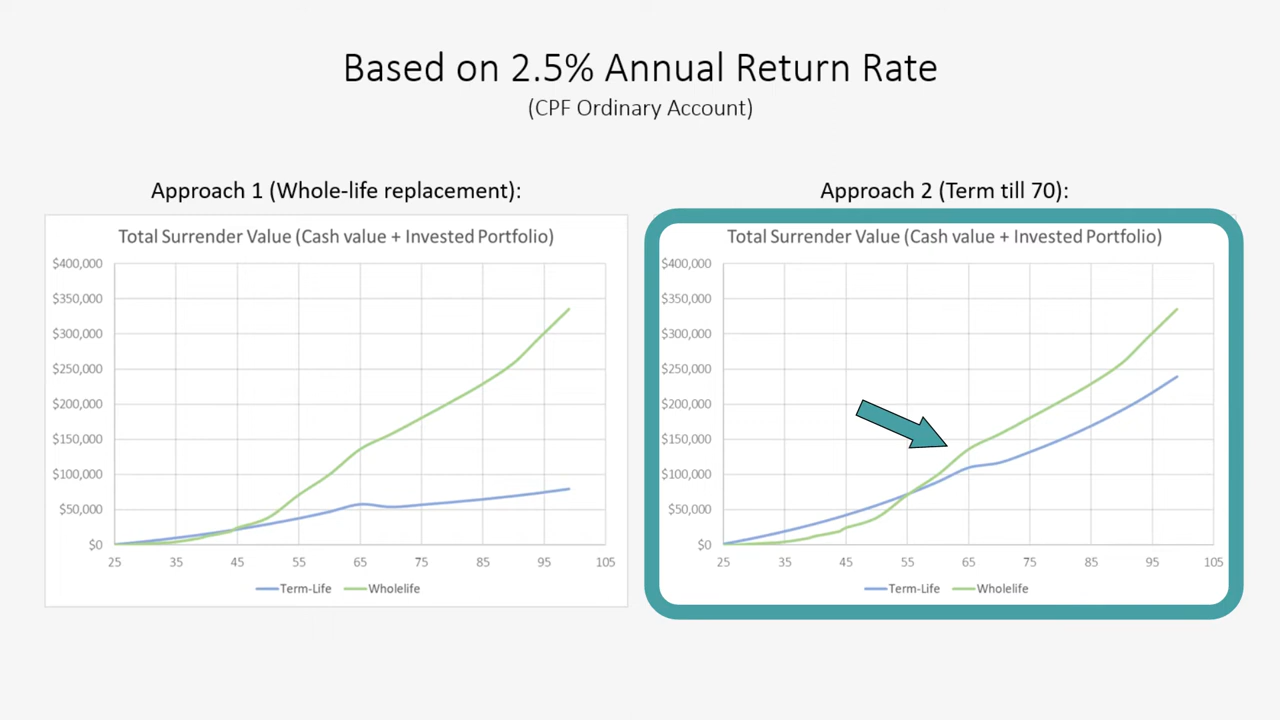 Based on 2.5% Annual Return Rate
(CPF Ordinary Account)
Approach 1 (Whole-life replacement):
Total Surrender Value (Cash value + Invested Portfolio)
$400,000
$350,000
$300,000
$250,000
$200,000
$150,000
$100,000
$50,000
$0
25 35 45 55 65 75 85 95 105
Term-Life Wholelife
Approach 2 (Term till 70):
Total Surrender Value (Cash value + Invested Portfolio)
$400,000
$350,000
$300,000
$250,000
$200,000
$150,000
$100,000
$50,000
$0
25 35 45 55 65 75 85 95 105
Term-Life Wholelife